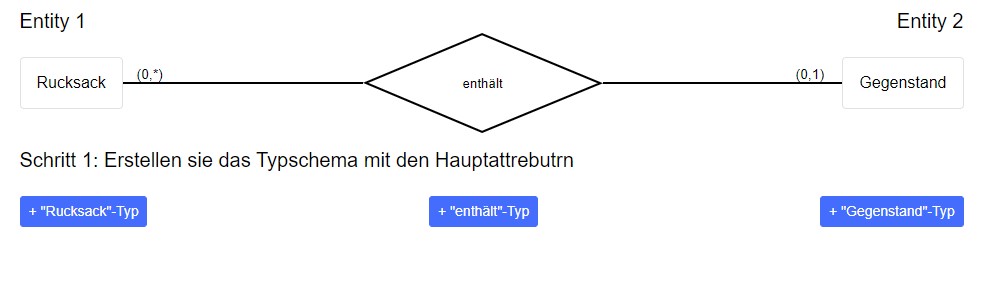 Entity 1
Entity 2
Rucksack
(0,*)
enthält
(0,1)
Gegenstand
Schritt 1: Erstellen sie das Typschema mit den Hauptattrebutrn
+ "Rucksack"-Typ
+ "enthält"-Typ
+ "Gegenstand"-Typ